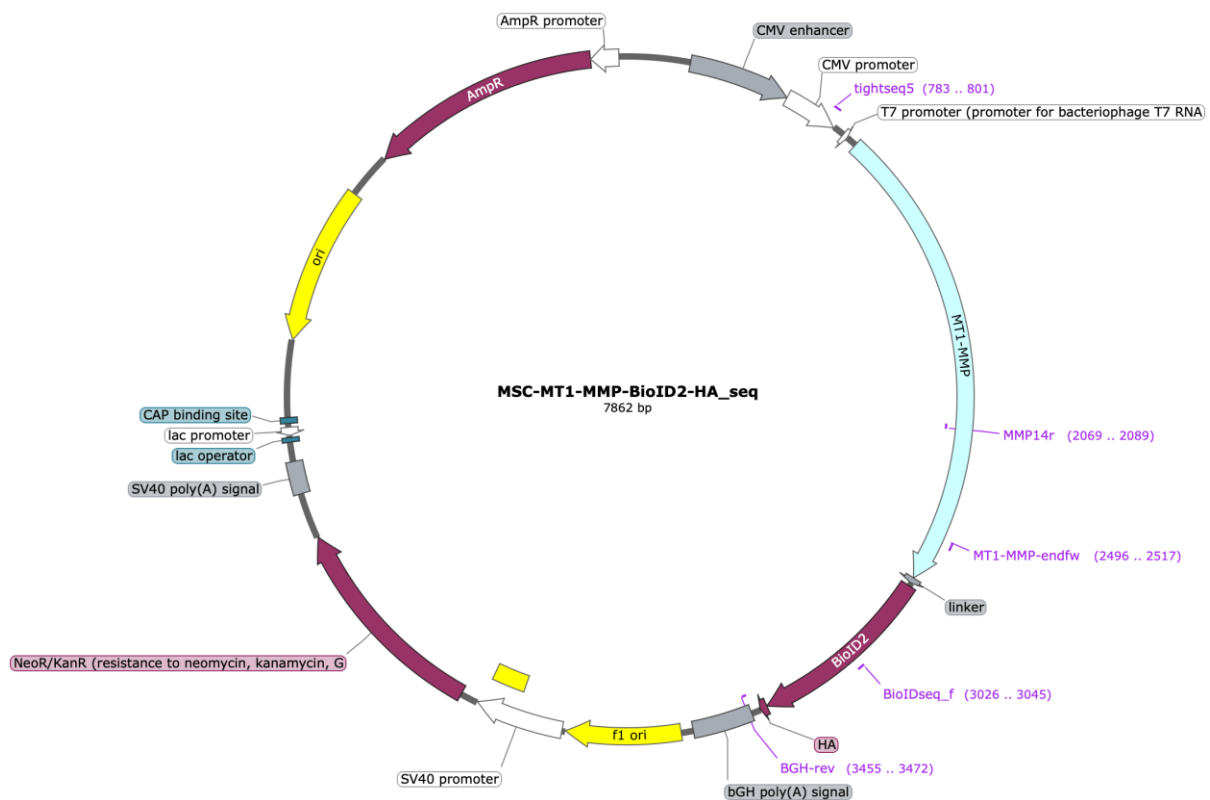 AmpR promoter
CMV enhancer
CMV promoter
tightseq5 (783 .. 801)
T7 promoter (promoter for bacteriophage T7 RNA
AmpR
ori
MT1-MMP
MSC-MT1-MMP-BioID2-HA_seq
7862 bp
CAP binding site
lac promoter
lac operator
MMP14r (2069 .. 2089)
SV40 poly(A) signal
MT1-MMP-endfw (2496 .. 2517)
linker
BioID2
NeoR/KanR (resistance to neomycin, kanamycin, G
BioIDseq_f (3026 .. 3045)
f1 ori
HA
BGH-rev (3455 .. 3472)
SV40 promoter
bGH poly(A) signal